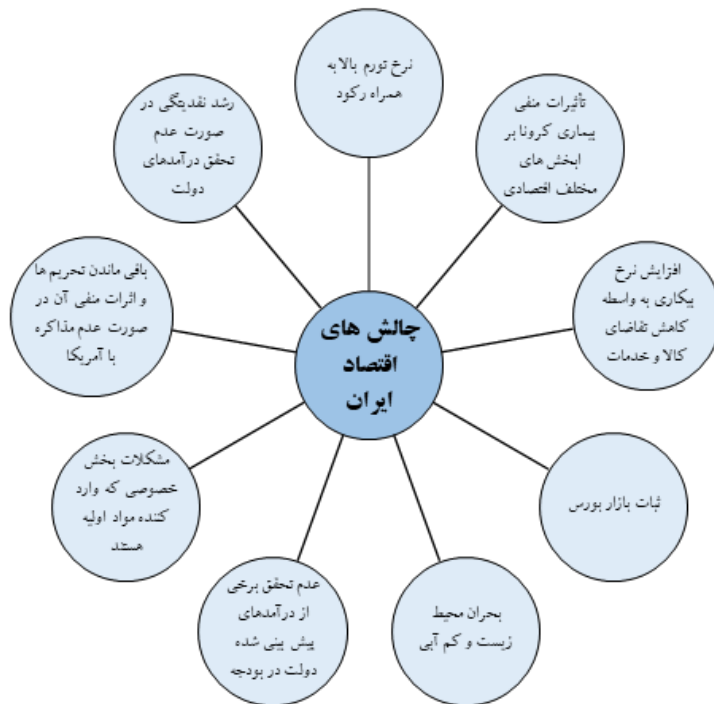 نرخ تورم بالا به
همراه رکود
تأثیرات منفی
بیماری کرونا بر
ابخش های
مختلف اقتصادی
افزایش نرخ
بیکاری به واسطه
کاهش تقاضای
کالا و خدمات
ثبات بازار بورس
بحران محیط
زیست و کم آبی
عدم تحقق برخی
از درآمدهای
پیش بینی شده
دولت در بودجه
مشکلات بخش
خصوصی که وارد
کننده مواد اولیه
هستند
باقی ماندن تحریم ها
و اثرات منفی آن در
صورت عدم مذاکره
با آمریکا
رشد نقدینگی در
صورت عدم
تحقق درآمدهای
دولت
چالش های
اقتصاد
ایران